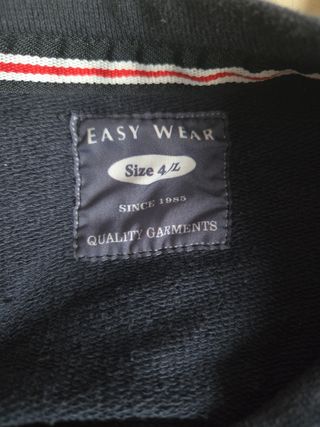 EASY WEAR
Size 4/L
SINCE 1985
QUALITY GARMENTS